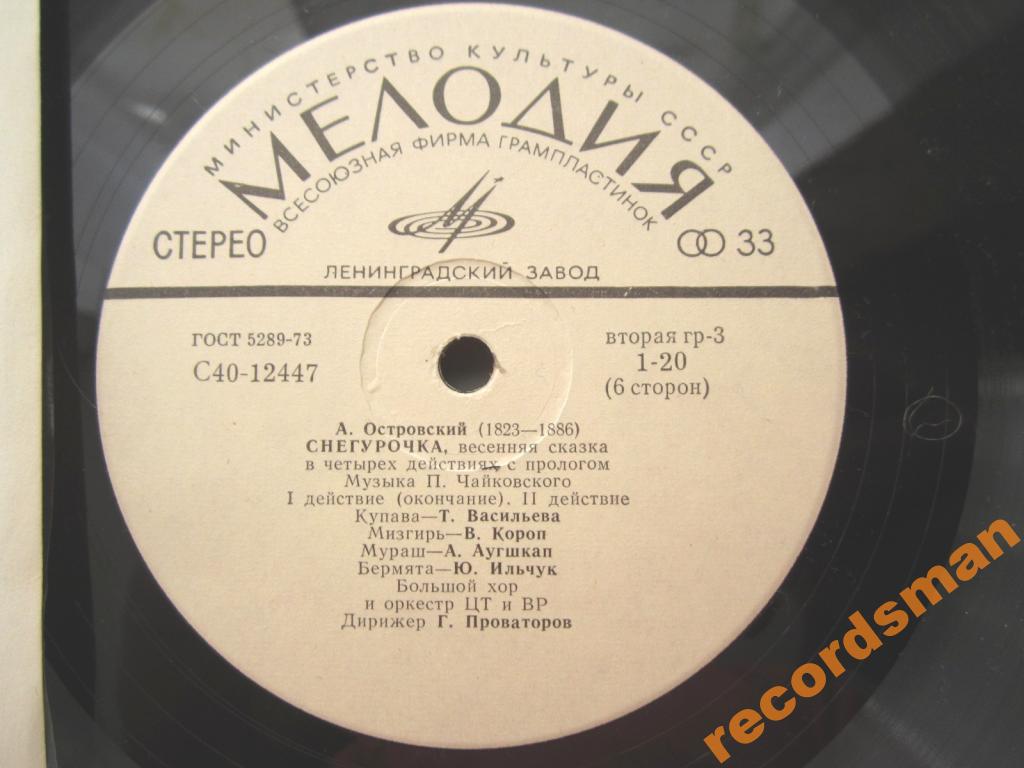 МИНИСТЕРСТВО КУЛЬТУРЫ СССР
МЕЛОДИЯ
ВСЕСОЮЗНАЯ ФИРМА ГРАМПЛАСТИНОК
СТЕРЕО
33
ЛЕНИНГРАДСКИЙ ЗАВОД
ГОСТ 5289-73
С40-12447
вторая гр-3
1-20
(6 сторон)
А. Островский (1823—1886)
СНЕГУРОЧКА, весенняя сказка
в четырех действиях с прологом
Музыка П. Чайковского
I действие (окончание). II действие
Купава—Т. Васильева
Мизгирь—В. Короп
Мураш—А. Аугшкап
Бермята—Ю. Ильчук
Большой хор
и оркестр ЦТ и ВР
Дирижер Г. Проваторов
recordsman